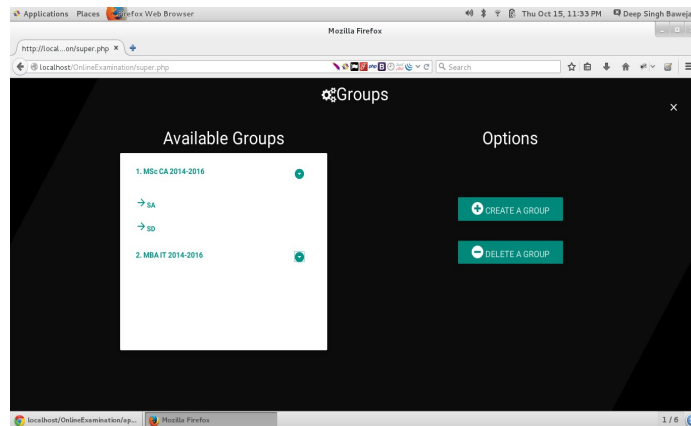 Applications Places Firefox Web Browser Thu Oct 15, 11:33 PM Deep Singh Baweja
Mozilla Firefox
http://local...on/super.php
localhost/OnlineExamination/super.php Search
Groups
Available Groups
Options
1. MSc CA 2014-2016
SA
SD
2. MBA IT 2014-2016
CREATE A GROUP
DELETE A GROUP
localhost/OnlineExamination/ap... Mozilla Firefox 1 / 6